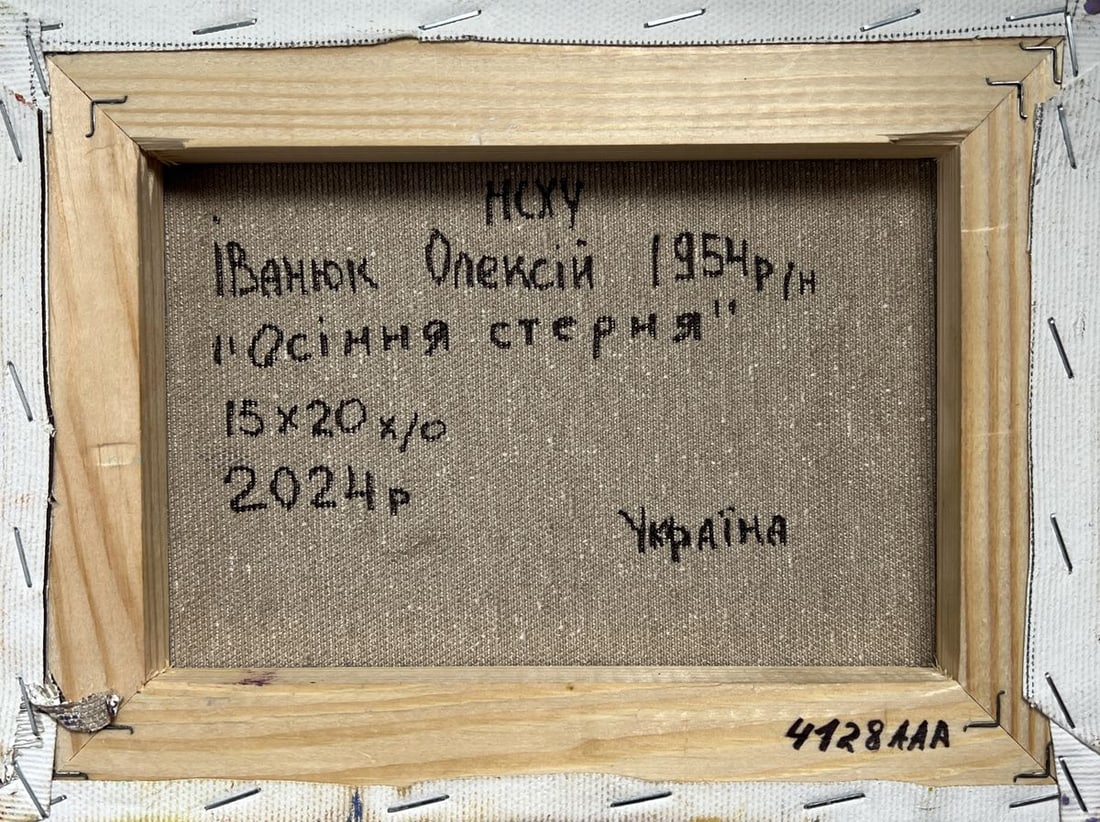 НСХУ
Іванюк Олексій 1954р/н
"Осіння стерня"
15х20 х/о
2024р
Україна
4128ААА